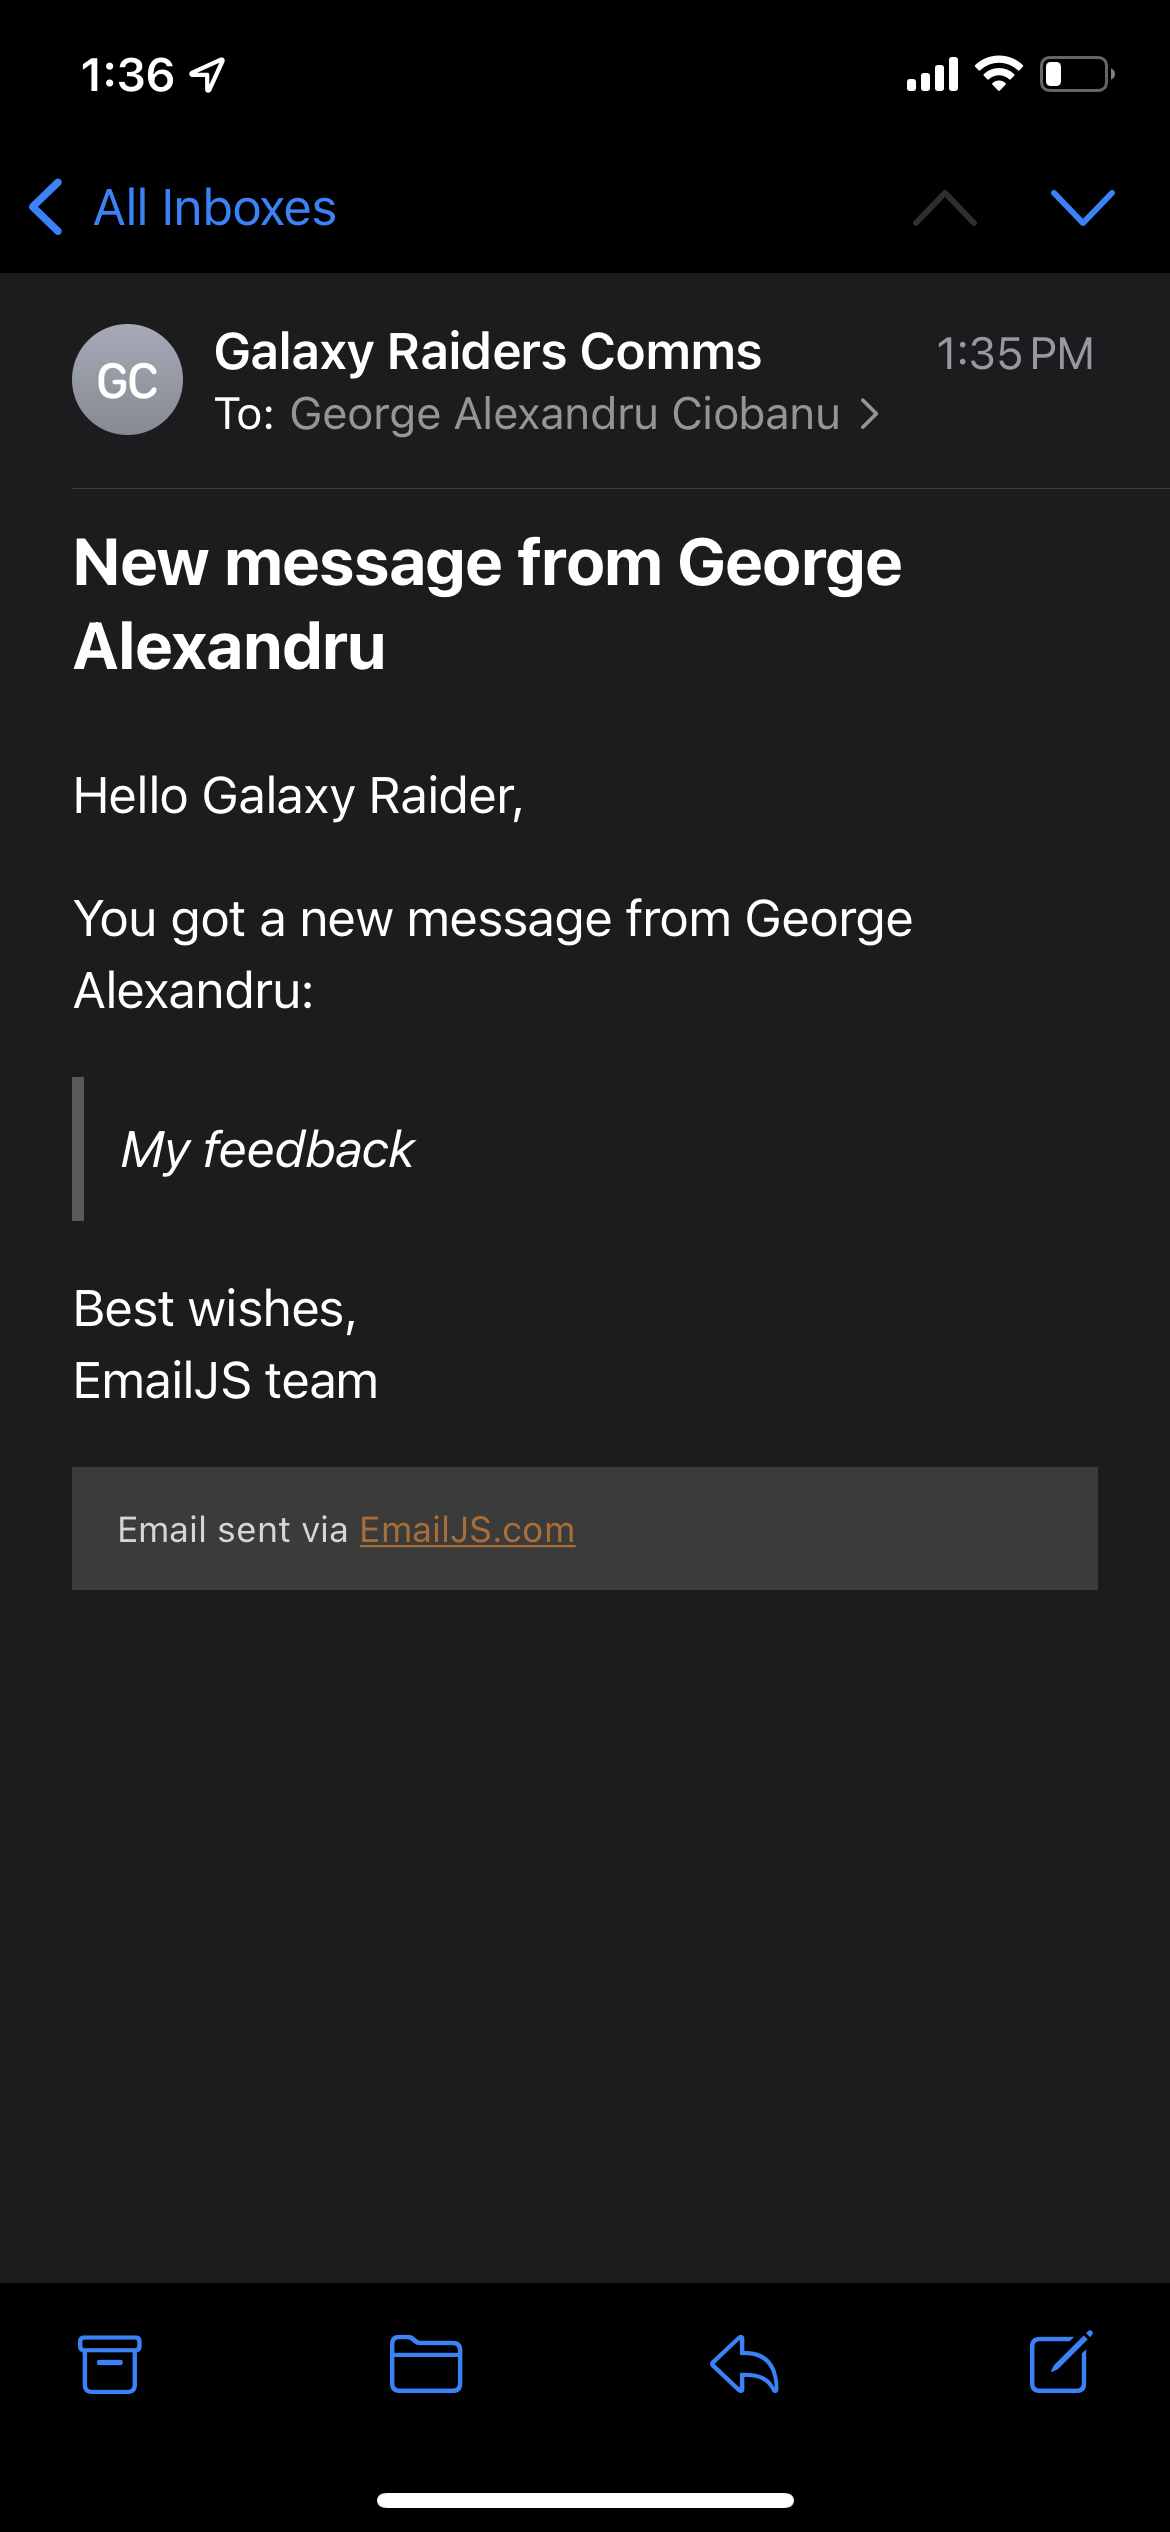 1:36
All Inboxes
GC
Galaxy Raiders Comms
1:35 PM
To: George Alexandru Ciobanu
New message from George
Alexandru
Hello Galaxy Raider,
You got a new message from George
Alexandru:
My feedback
Best wishes,
EmailJS team
Email sent via EmailJS.com